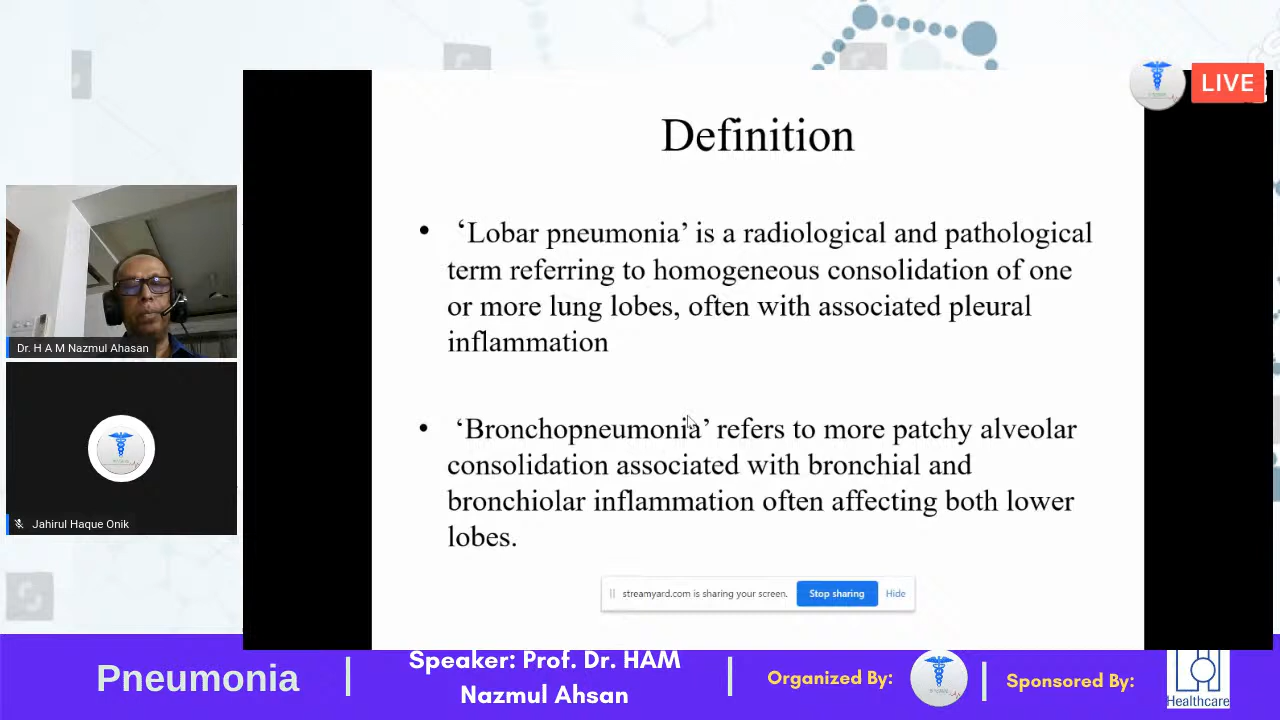 LIVE
Definition
• ‘Lobar pneumonia’ is a radiological and pathological
term referring to homogeneous consolidation of one
or more lung lobes, often with associated pleural
inflammation
• ‘Bronchopneumonia’ refers to more patchy alveolar
consolidation associated with bronchial and
bronchiolar inflammation often affecting both lower
lobes.
Dr. H A M Nazmul Ahasan
Jahirul Haque Onik
streamyard.com is sharing your screen. Stop sharing Hide
Pneumonia
Speaker: Prof. Dr. HAM
Nazmul Ahsan
Organized By:
Sponsored By:
Healthcare